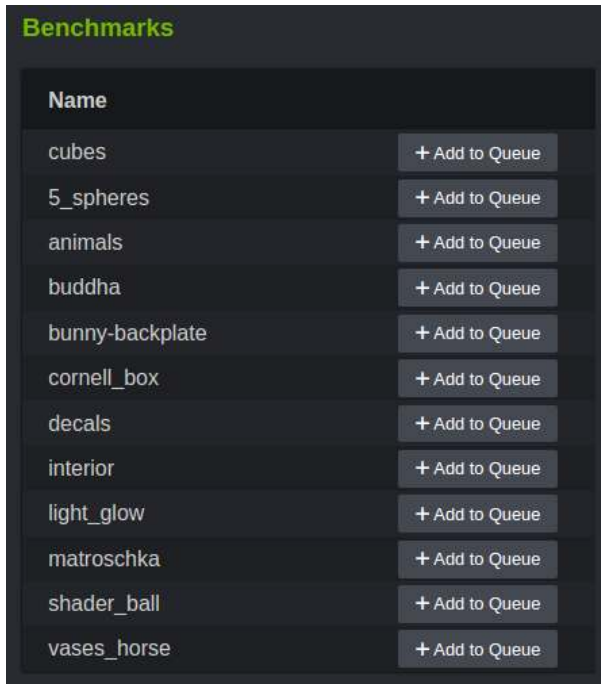 Benchmarks
Name
cubes + Add to Queue
5_spheres + Add to Queue
animals + Add to Queue
buddha + Add to Queue
bunny-backplate + Add to Queue
cornell_box + Add to Queue
decals + Add to Queue
interior + Add to Queue
light_glow + Add to Queue
matroschka + Add to Queue
shader_ball + Add to Queue
vases_horse + Add to Queue